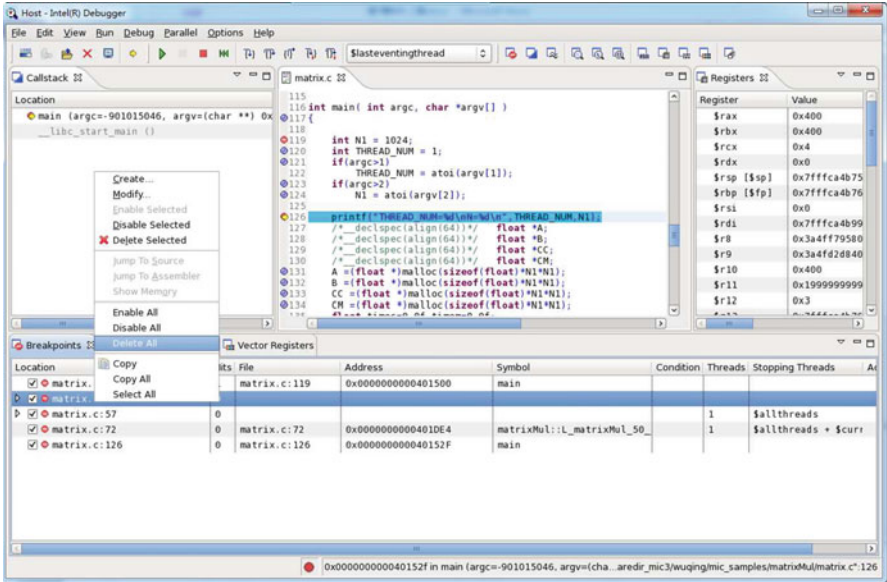 Host - Intel(R) Debugger
File Edit View Run Debug Parallel Options Help
$lasteventingthread
Callstack
Location
main (argc=-901015046, argv=(char **) 0x
__libc_start_main ()
matrix.c
115
116 int main( int argc, char *argv[] )
117 {
118
119 int N1 = 1024;
120 int THREAD_NUM = 1;
121 if(argc>1)
122 THREAD_NUM = atoi(argv[1]);
123 if(argc>2)
124 N1 = atoi(argv[2]);
125
126 printf("THREAD_NUM=%d\nN=%d\n",THREAD_NUM,N1);
127 /*__declspec(align(64))*/ float *A;
128 /*__declspec(align(64))*/ float *B;
129 /*__declspec(align(64))*/ float *CC;
130 /*__declspec(align(64))*/ float *CM;
131 A =(float *)malloc(sizeof(float)*N1*N1);
132 B =(float *)malloc(sizeof(float)*N1*N1);
133 CC =(float *)malloc(sizeof(float)*N1*N1);
134 CM =(float *)malloc(sizeof(float)*N1*N1);
Registers
Register Value
$rax 0x400
$rbx 0x400
$rcx 0x4
$rdx 0x0
$rsp [$sp] 0x7fffca4b75
$rbp [$fp] 0x7fffca4b76
$rsi 0x0
$rdi 0x7fffca4b99
$r8 0x3a4ff79580
$r9 0x3a4fd2d840
$r10 0x400
$r11 0x1999999999
$r12 0x3
Create...
Modify...
Enable Selected
Disable Selected
Delete Selected
Jump To Source
Jump To Assembler
Show Memory
Enable All
Disable All
Delete All
Copy
Copy All
Select All
Breakpoints
Vector Registers
Location Hits File Address Symbol Condition Threads Stopping Threads
matrix. matrix.c:119 0x0000000000401500 main
matrix.
matrix.c:57 0 1 $allthreads
matrix.c:72 0 matrix.c:72 0x0000000000401DE4 matrixMul::L_matrixMul_50_ 1 $allthreads + $curr
matrix.c:126 0 matrix.c:126 0x000000000040152F main
0x000000000040152f in main (argc=-901015046, argv=(cha...aredir_mic3/wuqing/mic_samples/matrixMul/matrix.c":126